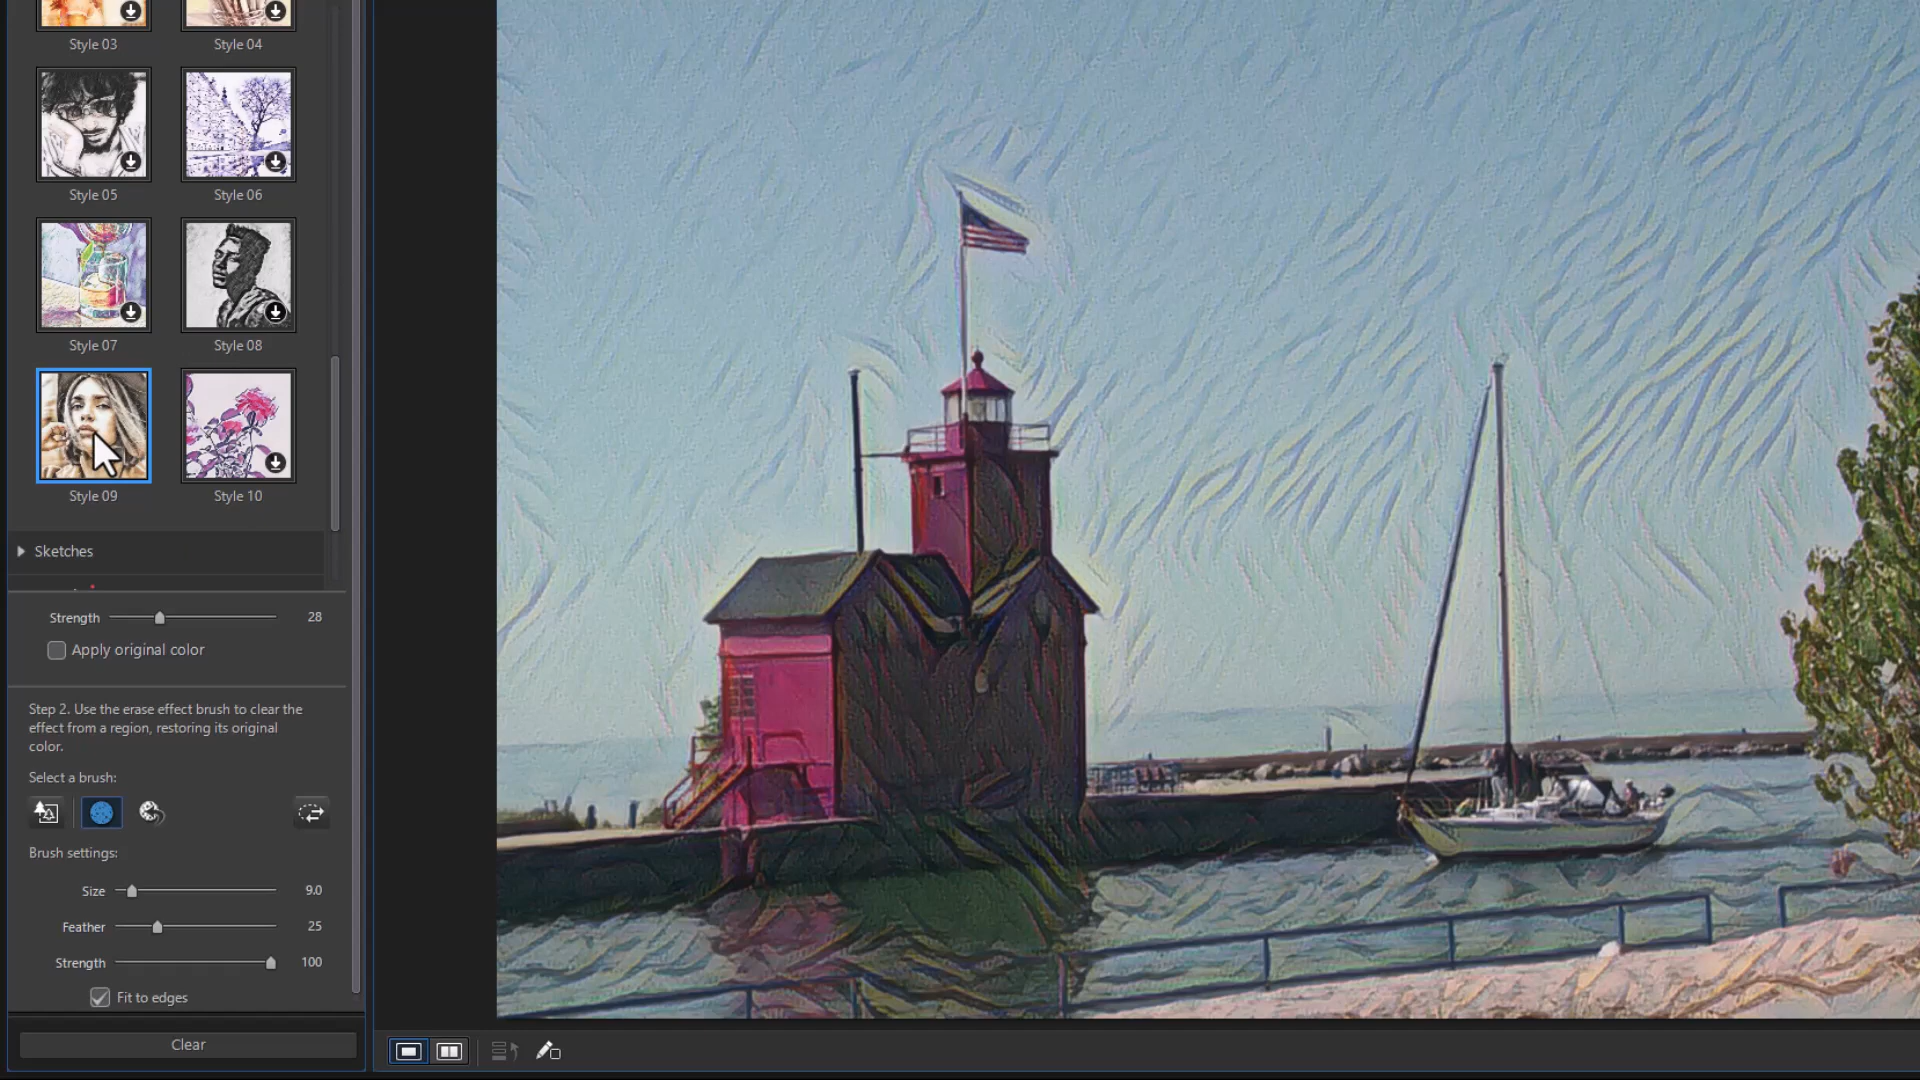 Style 03
Style 04
Style 05
Style 06
Style 07
Style 08
Style 09
Style 10
Sketches
Strength 28
Apply original color
Step 2. Use the erase effect brush to clear the
effect from a region, restoring its original
color.
Select a brush:
Brush settings:
Size 9.0
Feather 25
Strength 100
Fit to edges
Clear